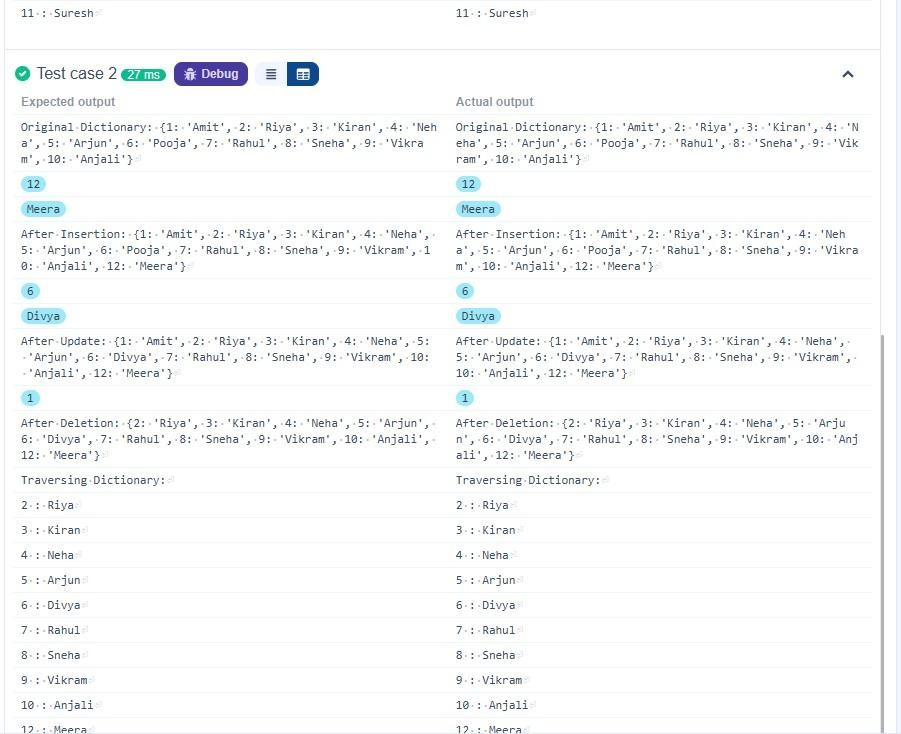 11 : Suresh
11 : Suresh
Test case 2 27 ms Debug
Expected output
Actual output
Original Dictionary: {1: 'Amit', 2: 'Riya', 3: 'Kiran', 4: 'Neh
a', 5: 'Arjun', 6: 'Pooja', 7: 'Rahul', 8: 'Sneha', 9: 'Vikra
m', 10: 'Anjali'}
Original Dictionary: {1: 'Amit', 2: 'Riya', 3: 'Kiran', 4: 'N
eha', 5: 'Arjun', 6: 'Pooja', 7: 'Rahul', 8: 'Sneha', 9: 'Vik
ram', 10: 'Anjali'}
12
12
Meera
Meera
After Insertion: {1: 'Amit', 2: 'Riya', 3: 'Kiran', 4: 'Neha',
5: 'Arjun', 6: 'Pooja', 7: 'Rahul', 8: 'Sneha', 9: 'Vikram', 1
0: 'Anjali', 12: 'Meera'}
After Insertion: {1: 'Amit', 2: 'Riya', 3: 'Kiran', 4: 'Neh
a', 5: 'Arjun', 6: 'Pooja', 7: 'Rahul', 8: 'Sneha', 9: 'Vikra
m', 10: 'Anjali', 12: 'Meera'}
6
6
Divya
Divya
After Update: {1: 'Amit', 2: 'Riya', 3: 'Kiran', 4: 'Neha', 5:
'Arjun', 6: 'Divya', 7: 'Rahul', 8: 'Sneha', 9: 'Vikram', 10:
'Anjali', 12: 'Meera'}
After Update: {1: 'Amit', 2: 'Riya', 3: 'Kiran', 4: 'Neha',
5: 'Arjun', 6: 'Divya', 7: 'Rahul', 8: 'Sneha', 9: 'Vikram',
10: 'Anjali', 12: 'Meera'}
1
1
After Deletion: {2: 'Riya', 3: 'Kiran', 4: 'Neha', 5: 'Arjun',
6: 'Divya', 7: 'Rahul', 8: 'Sneha', 9: 'Vikram', 10: 'Anjali',
12: 'Meera'}
After Deletion: {2: 'Riya', 3: 'Kiran', 4: 'Neha', 5: 'Arju
n', 6: 'Divya', 7: 'Rahul', 8: 'Sneha', 9: 'Vikram', 10: 'Anj
ali', 12: 'Meera'}
Traversing Dictionary:
Traversing Dictionary:
2 : Riya
2 : Riya
3 : Kiran
3 : Kiran
4 : Neha
4 : Neha
5 : Arjun
5 : Arjun
6 : Divya
6 : Divya
7 : Rahul
7 : Rahul
8 : Sneha
8 : Sneha
9 : Vikram
9 : Vikram
10 : Anjali
10 : Anjali
12 : Meera
12 : Meera